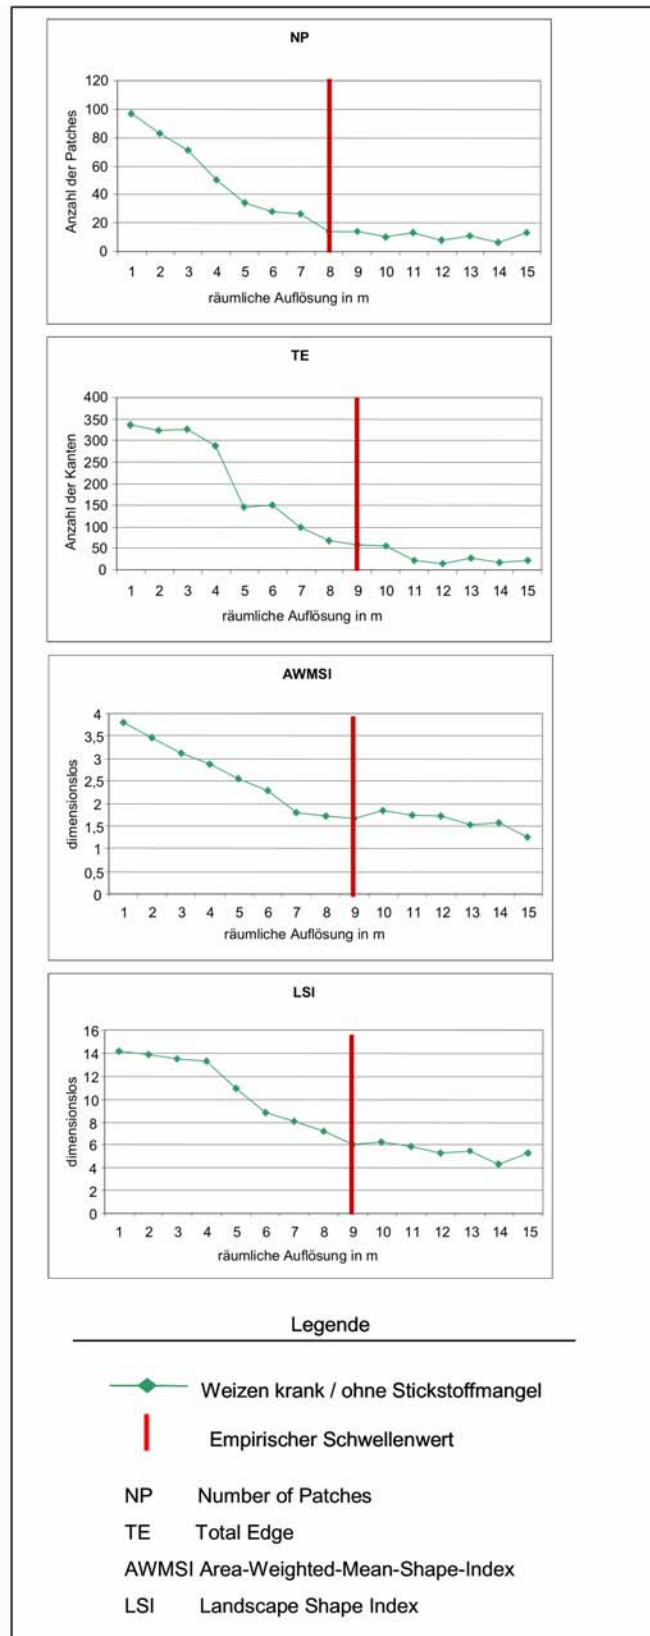 NP
Anzahl der Patches
120
100
80
60
40
20
0
1 2 3 4 5 6 7 8 9 10 11 12 13 14 15
räumliche Auflösung in m
TE
Anzahl der Kanten
400
350
300
250
200
150
100
50
0
1 2 3 4 5 6 7 8 9 10 11 12 13 14 15
räumliche Auflösung in m
AWMSI
dimensionslos
4
3,5
3
2,5
2
1,5
1
0,5
0
1 2 3 4 5 6 7 8 9 10 11 12 13 14 15
räumliche Auflösung in m
LSI
dimensionslos
16
14
12
10
8
6
4
2
0
1 2 3 4 5 6 7 8 9 10 11 12 13 14 15
räumliche Auflösung in m
Legende
Weizen krank / ohne Stickstoffmangel
Empirischer Schwellenwert
NP Number of Patches
TE Total Edge
AWMSI Area-Weighted-Mean-Shape-Index
LSI Landscape Shape Index